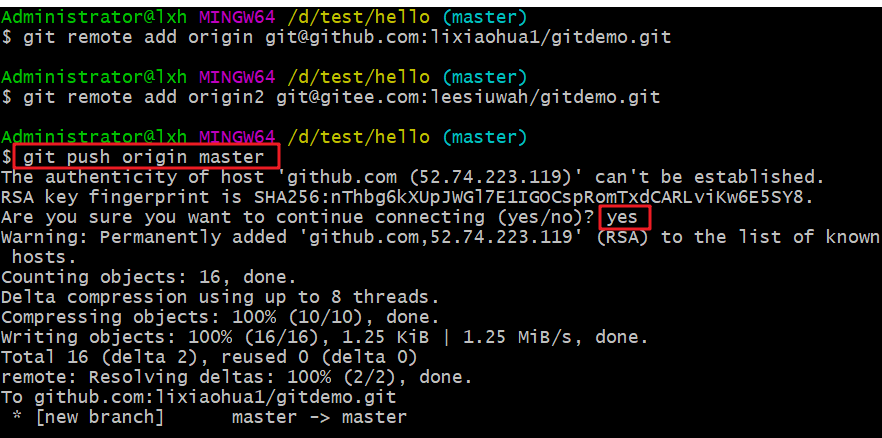 Administrator@lxh MINGW64 /d/test/hello (master)
$ git remote add origin git@github.com:lixiaohua1/gitdemo.git
Administrator@lxh MINGW64 /d/test/hello (master)
$ git remote add origin2 git@gitee.com:leesiuwah/gitdemo.git
Administrator@lxh MINGW64 /d/test/hello (master)
$ git push origin master
The authenticity of host 'github.com (52.74.223.119)' can't be established.
RSA key fingerprint is SHA256:nThbg6kXUpJWGl7E1IGOCspRomTxdCARLviKw6E5SY8.
Are you sure you want to continue connecting (yes/no)? yes
Warning: Permanently added 'github.com,52.74.223.119' (RSA) to the list of known
hosts.
Counting objects: 16, done.
Delta compression using up to 8 threads.
Compressing objects: 100% (10/10), done.
Writing objects: 100% (16/16), 1.25 KiB | 1.25 MiB/s, done.
Total 16 (delta 2), reused 0 (delta 0)
remote: Resolving deltas: 100% (2/2), done.
To github.com:lixiaohua1/gitdemo.git
* [new branch]      master -> master